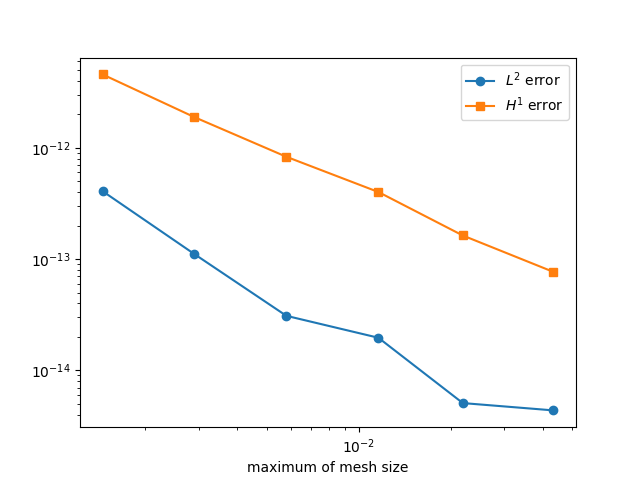 L² error
H¹ error
10⁻¹²
10⁻¹³
10⁻¹⁴
10⁻²
maximum of mesh size